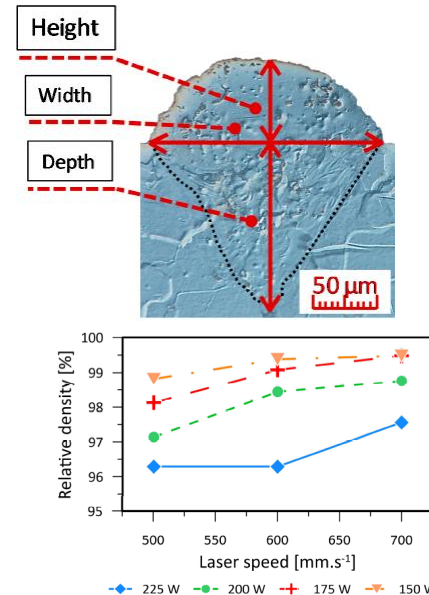 Height
Width
Depth
50 µm
100
99
98
97
96
95
Relative density [%]
500 550 600 650 700
Laser speed [mm.s⁻¹]
225 W 200 W 175 W 150 W